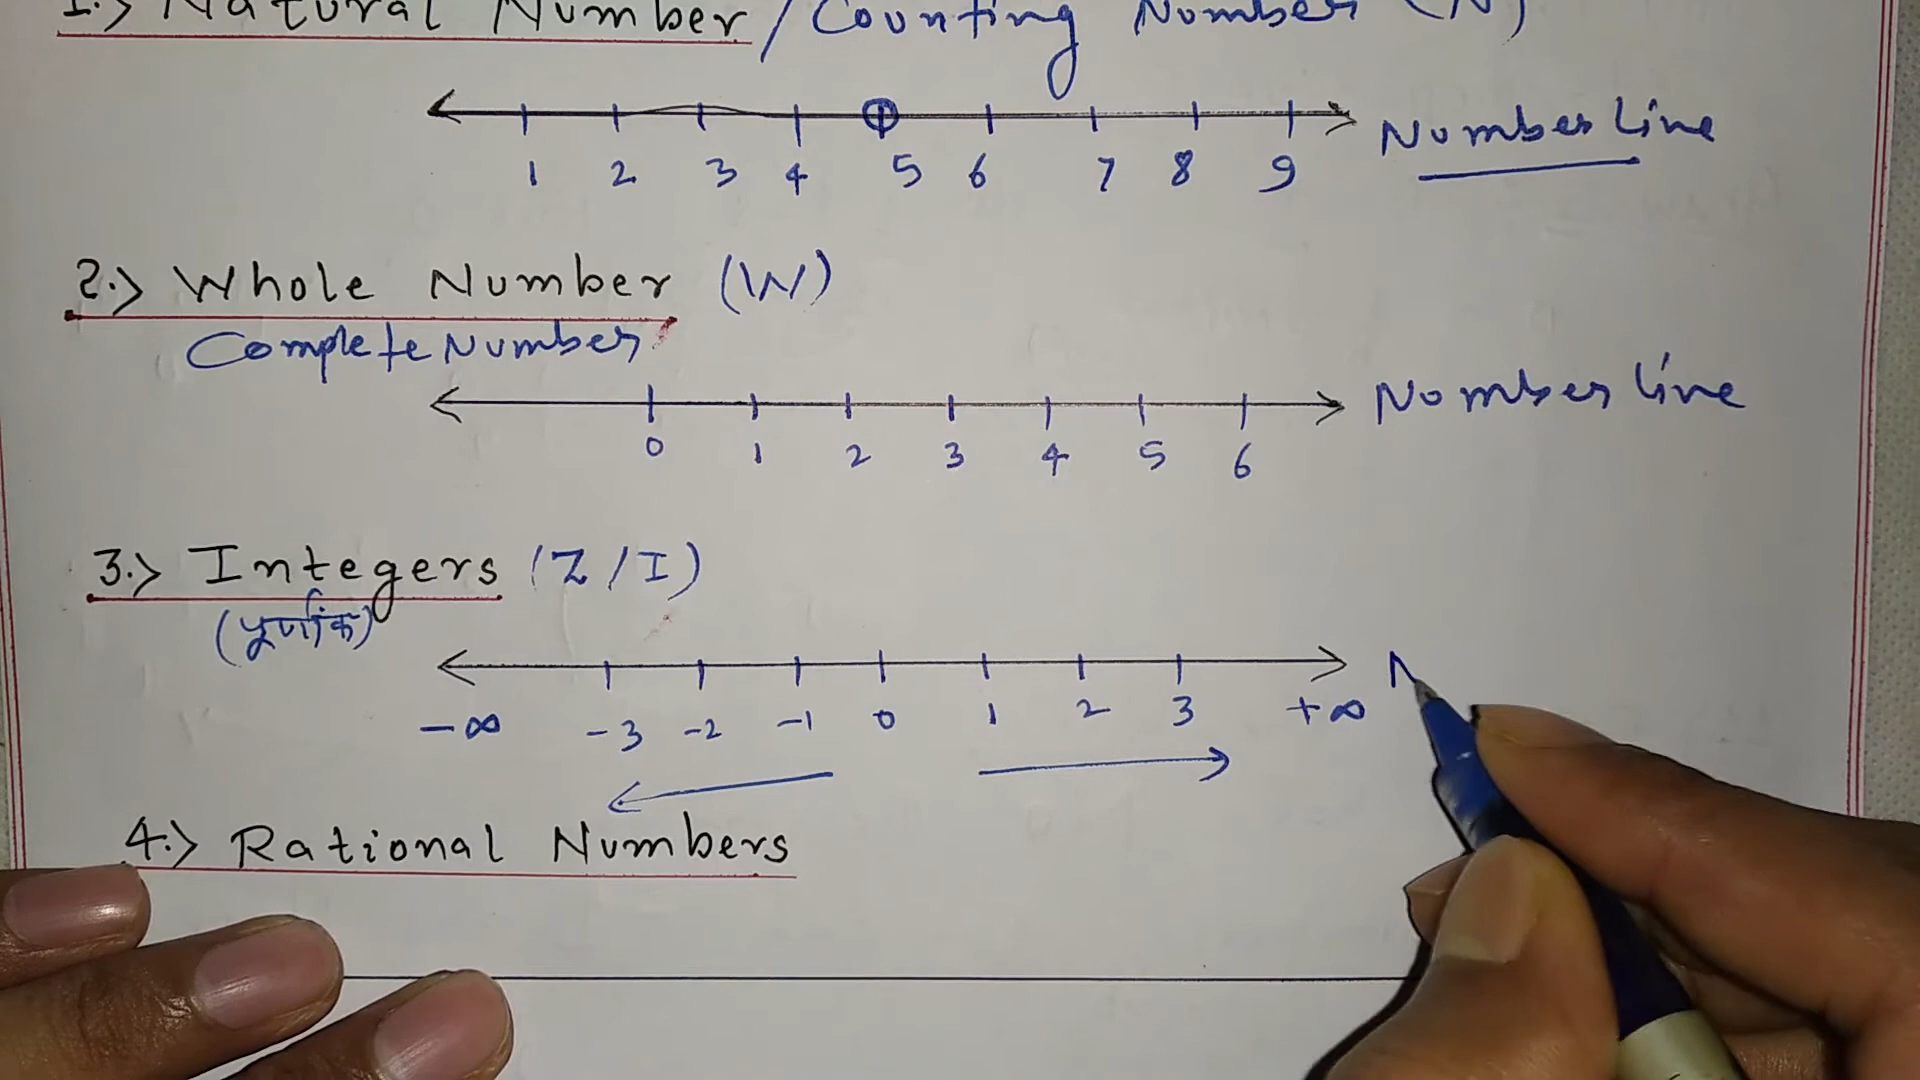 1.> Natural Number/Counting Number (N)
1 2 3 4 5 6 7 8 9 Number line
2.> Whole Number (W)
Complete Number
Number line
0 1 2 3 4 5 6
3.> Integers (Z/I)
(पूर्णांक)
N
-∞ -3 -2 -1 0 1 2 3 +∞
4.> Rational Numbers